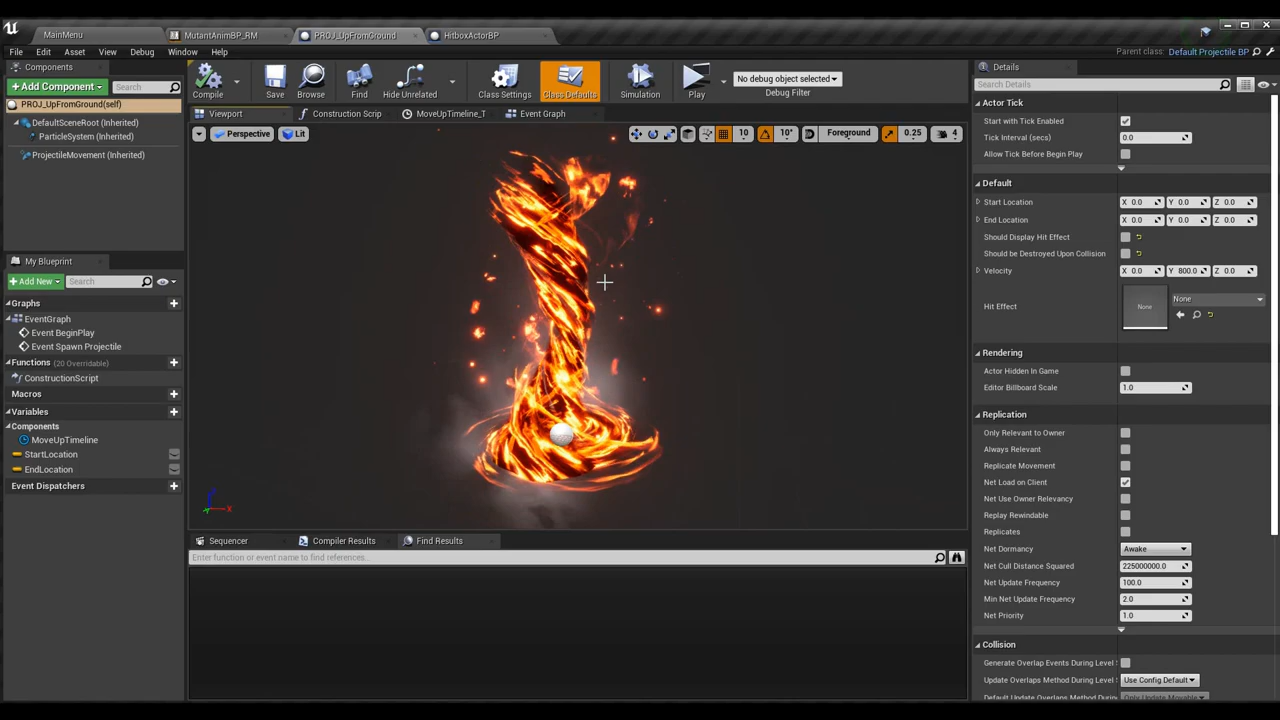 MainMenu
MutantAnimBP_RM
PROJ_UpFromGround
HitboxActorBP
File Edit Asset View Debug Window Help
Parent class: Default Projectile BP
Components
+ Add Component
Search
PROJ_UpFromGround(self)
DefaultSceneRoot (Inherited)
ParticleSystem (Inherited)
ProjectileMovement (Inherited)
My Blueprint
+ Add New
Search
Graphs
EventGraph
Event BeginPlay
Event Spawn Projectile
Functions (20 Overridable)
ConstructionScript
Macros
Variables
Components
MoveUpTimeline
StartLocation
EndLocation
Event Dispatchers
Compile
Save
Browse
Find
Hide Unrelated
Class Settings
Class Defaults
Simulation
Play
No debug object selected
Debug Filter
Viewport
Construction Scrip
MoveUpTimeline_T
Event Graph
Perspective
Lit
10
10°
Foreground
0.25
4
X
Sequencer
Compiler Results
Find Results
Enter function or event name to find references...
Details
Search Details
Actor Tick
Start with Tick Enabled
Tick Interval (secs) 0.0
Allow Tick Before Begin Play
Default
Start Location X 0.0 Y 0.0 Z 0.0
End Location X 0.0 Y 0.0 Z 0.0
Should Display Hit Effect
Should be Destroyed Upon Collision
Velocity X 0.0 Y 800.0 Z 0.0
Hit Effect None None
Rendering
Actor Hidden In Game
Editor Billboard Scale 1.0
Replication
Only Relevant to Owner
Always Relevant
Replicate Movement
Net Load on Client
Net Use Owner Relevancy
Replay Rewindable
Replicates
Net Dormancy Awake
Net Cull Distance Squared 225000000.0
Net Update Frequency 100.0
Min Net Update Frequency 2.0
Net Priority 1.0
Collision
Generate Overlap Events During Level S
Update Overlaps Method During Level S Use Config Default
Default Update Overlaps Method During Only Update Movable